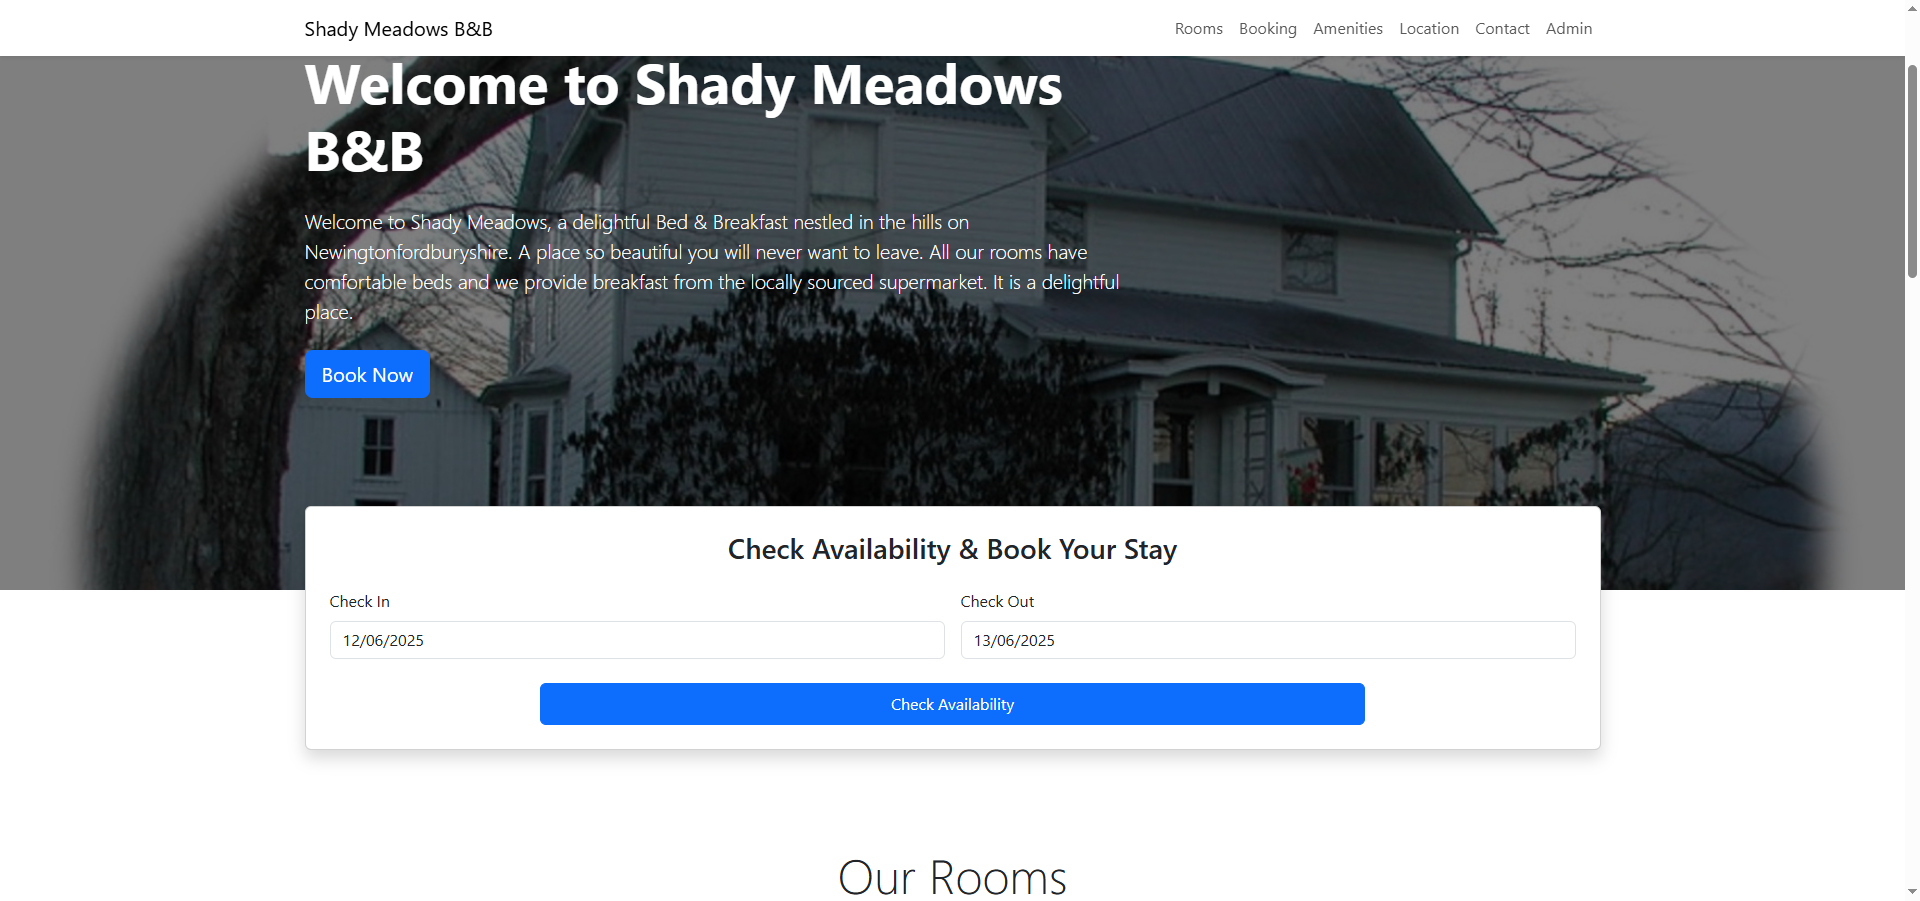 Shady Meadows B&B
Rooms Booking Amenities Location Contact Admin
Welcome to Shady Meadows
B&B
Welcome to Shady Meadows, a delightful Bed & Breakfast nestled in the hills on
Newingtonfordburyshire. A place so beautiful you will never want to leave. All our rooms have
comfortable beds and we provide breakfast from the locally sourced supermarket. It is a delightful
place.
Book Now
Check Availability & Book Your Stay
Check In
12/06/2025
Check Out
13/06/2025
Check Availability
Our Rooms